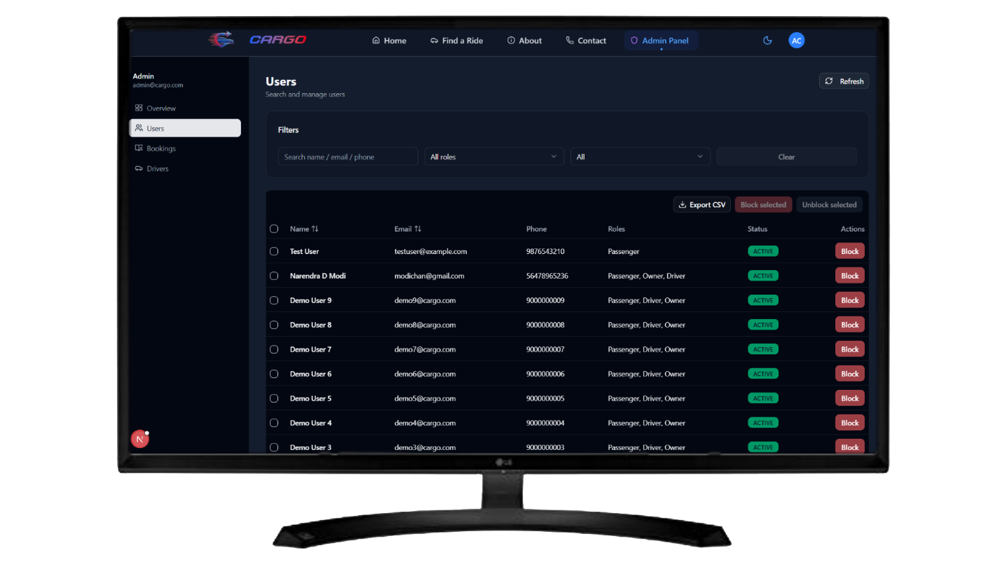 CARGO Home Find a Ride About Contact Admin Panel AC
Admin
admin@cargo.com
Overview
Users
Bookings
Drivers
Users
Search and manage users
Refresh
Filters
Search name / email / phone All roles All Clear
Export CSV Block selected Unblock selected
Name Email Phone Roles Status Actions
Test User testuser@example.com 9876543210 Passenger ACTIVE Block
Narendra D Modi modichan@gmail.com 56478965236 Passenger, Owner, Driver ACTIVE Block
Demo User 9 demo9@cargo.com 9000000009 Passenger, Driver, Owner ACTIVE Block
Demo User 8 demo8@cargo.com 9000000008 Passenger, Driver, Owner ACTIVE Block
Demo User 7 demo7@cargo.com 9000000007 Passenger, Driver, Owner ACTIVE Block
Demo User 6 demo6@cargo.com 9000000006 Passenger, Driver, Owner ACTIVE Block
Demo User 5 demo5@cargo.com 9000000005 Passenger, Driver, Owner ACTIVE Block
Demo User 4 demo4@cargo.com 9000000004 Passenger, Driver, Owner ACTIVE Block
Demo User 3 demo3@cargo.com 9000000003 Passenger, Driver, Owner ACTIVE Block
N
LG